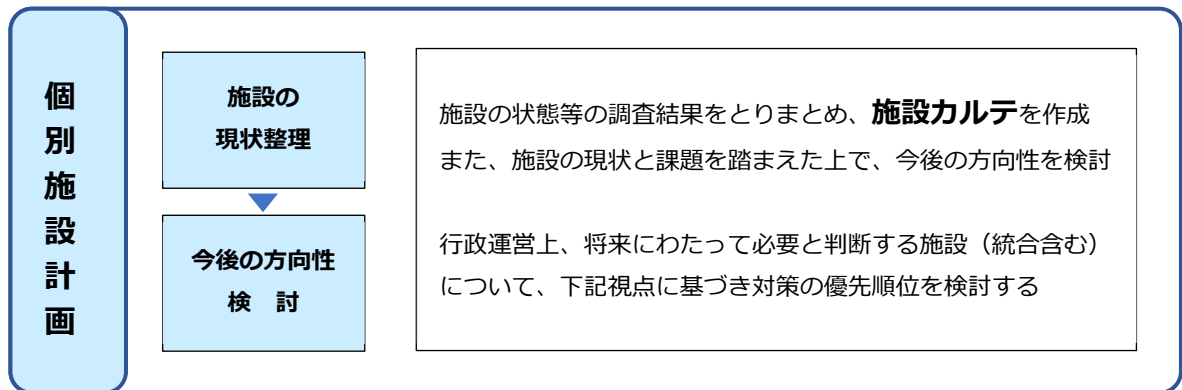 個別施設計画
施設の
現状整理
今後の方向性
検　討
施設の状態等の調査結果をとりまとめ、施設カルテを作成
また、施設の現状と課題を踏まえた上で、今後の方向性を検討
行政運営上、将来にわたって必要と判断する施設（統合含む）
について、下記視点に基づき対策の優先順位を検討する